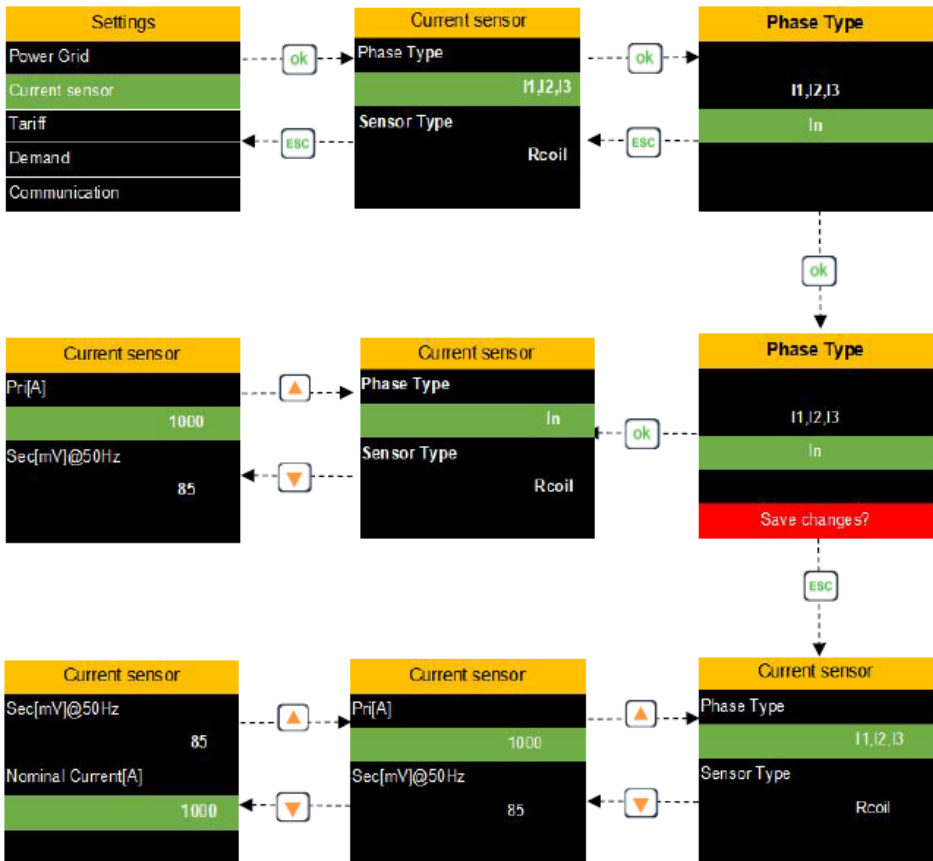 Settings
Power Grid
Current sensor
Tariff
Demand
Communication
ok
ESC
Current sensor
Phase Type
I1,I2,I3
Sensor Type
Rcoil
ok
ESC
Phase Type
I1,I2,I3
In
ok
Current sensor
Pri[A]
1000
Sec[mV]@50Hz
85
Current sensor
Phase Type
In
Sensor Type
Rcoil
ok
Phase Type
I1,I2,I3
In
Save changes?
ESC
Current sensor
Sec[mV]@50Hz
85
Nominal Current[A]
1000
Current sensor
Pri[A]
1000
Sec[mV]@50Hz
85
Current sensor
Phase Type
I1,I2,I3
Sensor Type
Rcoil